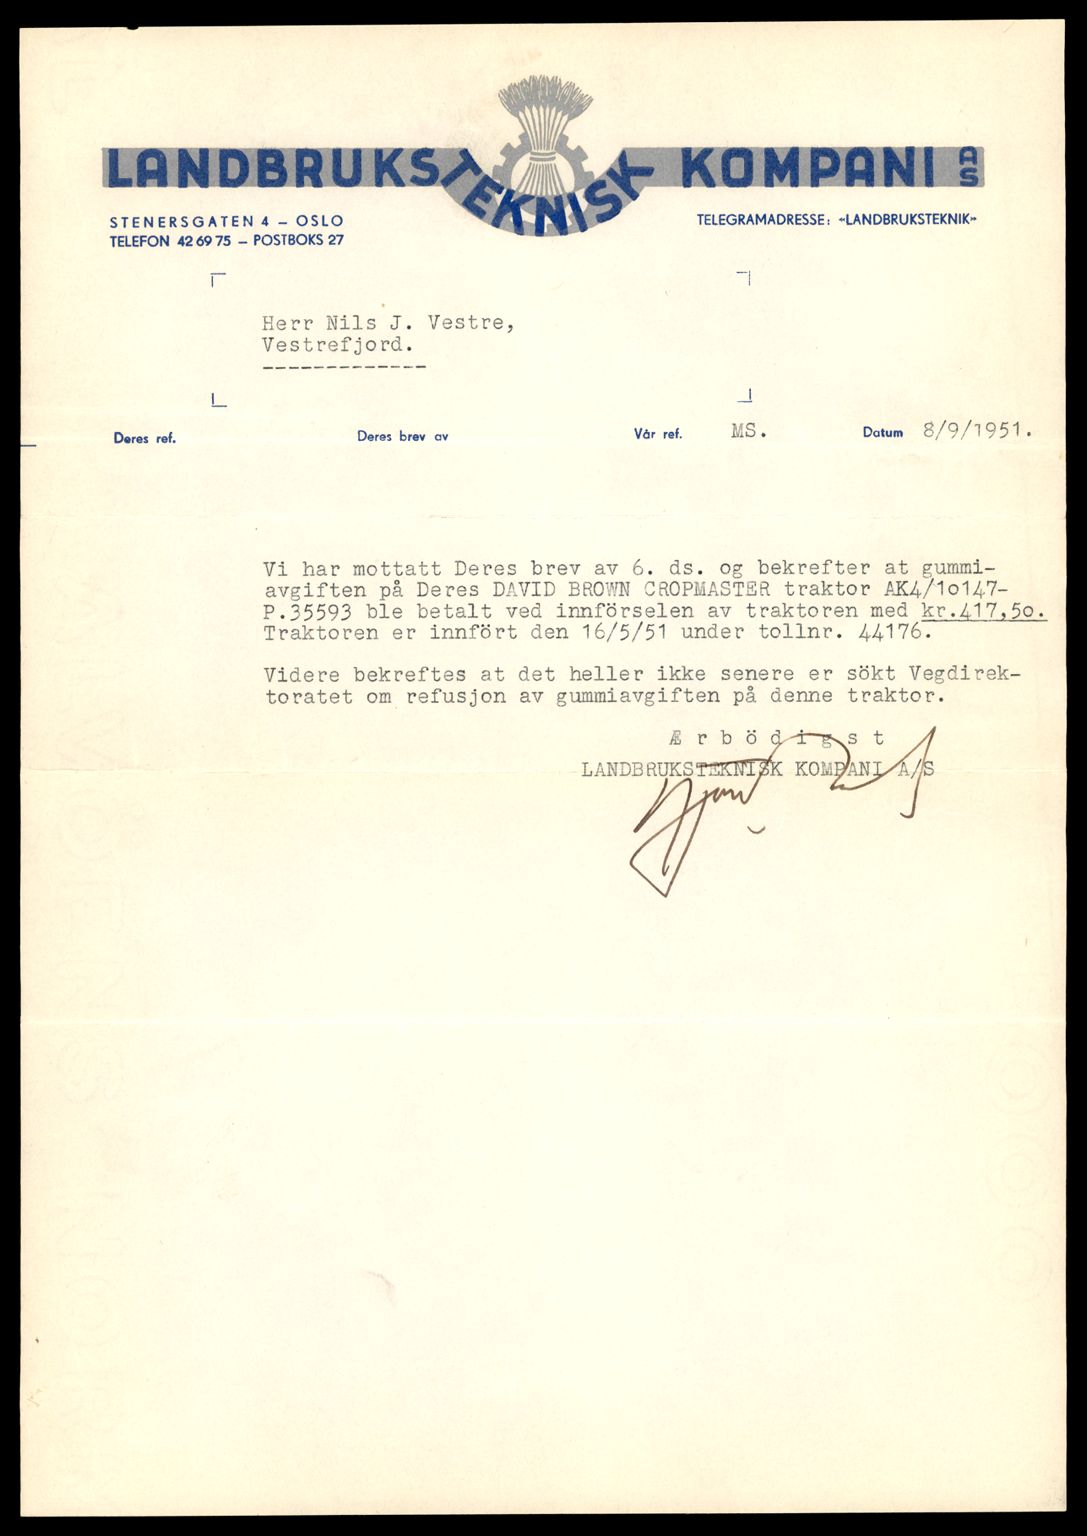 LANDBRUKSTEKNISK KOMPANI A/S
STENERSGATEN 4 – OSLO
TELEFON 42 69 75 – POSTBOKS 27
TELEGRAMADRESSE: «LANDBRUKSTEKNIK»
Herr Nils J. Vestre,
Vestrefjord.
-------------
Deres ref. Deres brev av Vår ref. MS. Datum 8/9/1951.
Vi har mottatt Deres brev av 6. ds. og bekrefter at gummi-
avgiften på Deres DAVID BROWN CROPMASTER traktor AK4/1o147-
P.35593 ble betalt ved innförselen av traktoren med kr.417,5o.
Traktoren er innfört den 16/5/51 under tollnr. 44176.
Videre bekreftes at det heller ikke senere er sökt Vegdirek-
toratet om refusjon av gummiavgiften på denne traktor.
Æ r b ö d i g s t
LANDBRUKSTEKNISK KOMPANI A/S